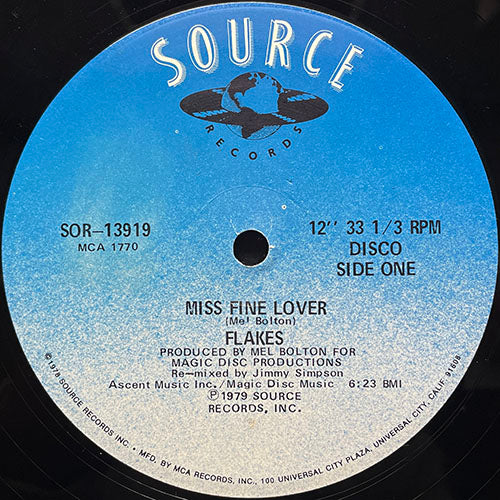 SOURCE
RECORDS
SOR–13919
MCA 1770
12'' 33 1/3 RPM
DISCO
SIDE ONE
MISS FINE LOVER
(Mel Bolton)
FLAKES
PRODUCED BY MEL BOLTON FOR
MAGIC DISC PRODUCTIONS
Re-mixed by Jimmy Simpson
Ascent Music Inc./Magic Disc Music 6:23 BMI
℗ 1979 SOURCE
RECORDS, INC.
©1978 SOURCE RECORDS INC. • MFD. BY MCA RECORDS, INC., 100 UNIVERSAL CITY PLAZA, UNIVERSAL CITY, CALIF. 91608